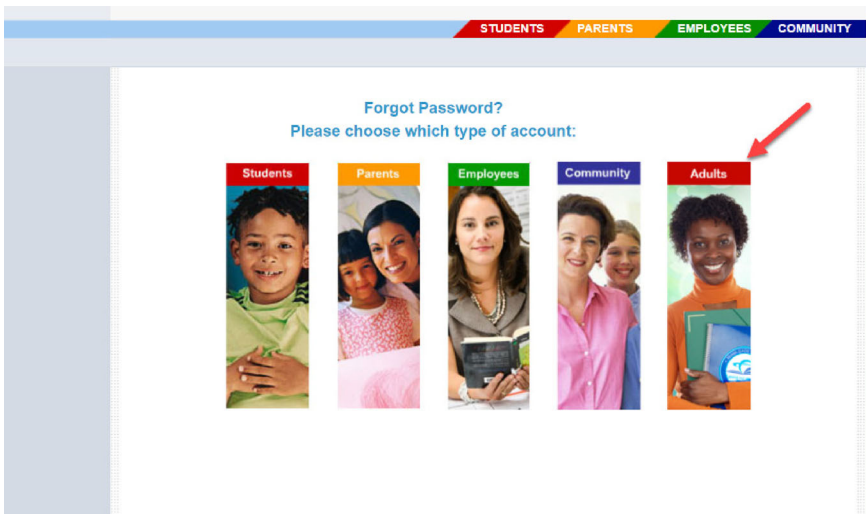 STUDENTS PARENTS EMPLOYEES COMMUNITY
Forgot Password?
Please choose which type of account:
Students Parents Employees Community Adults